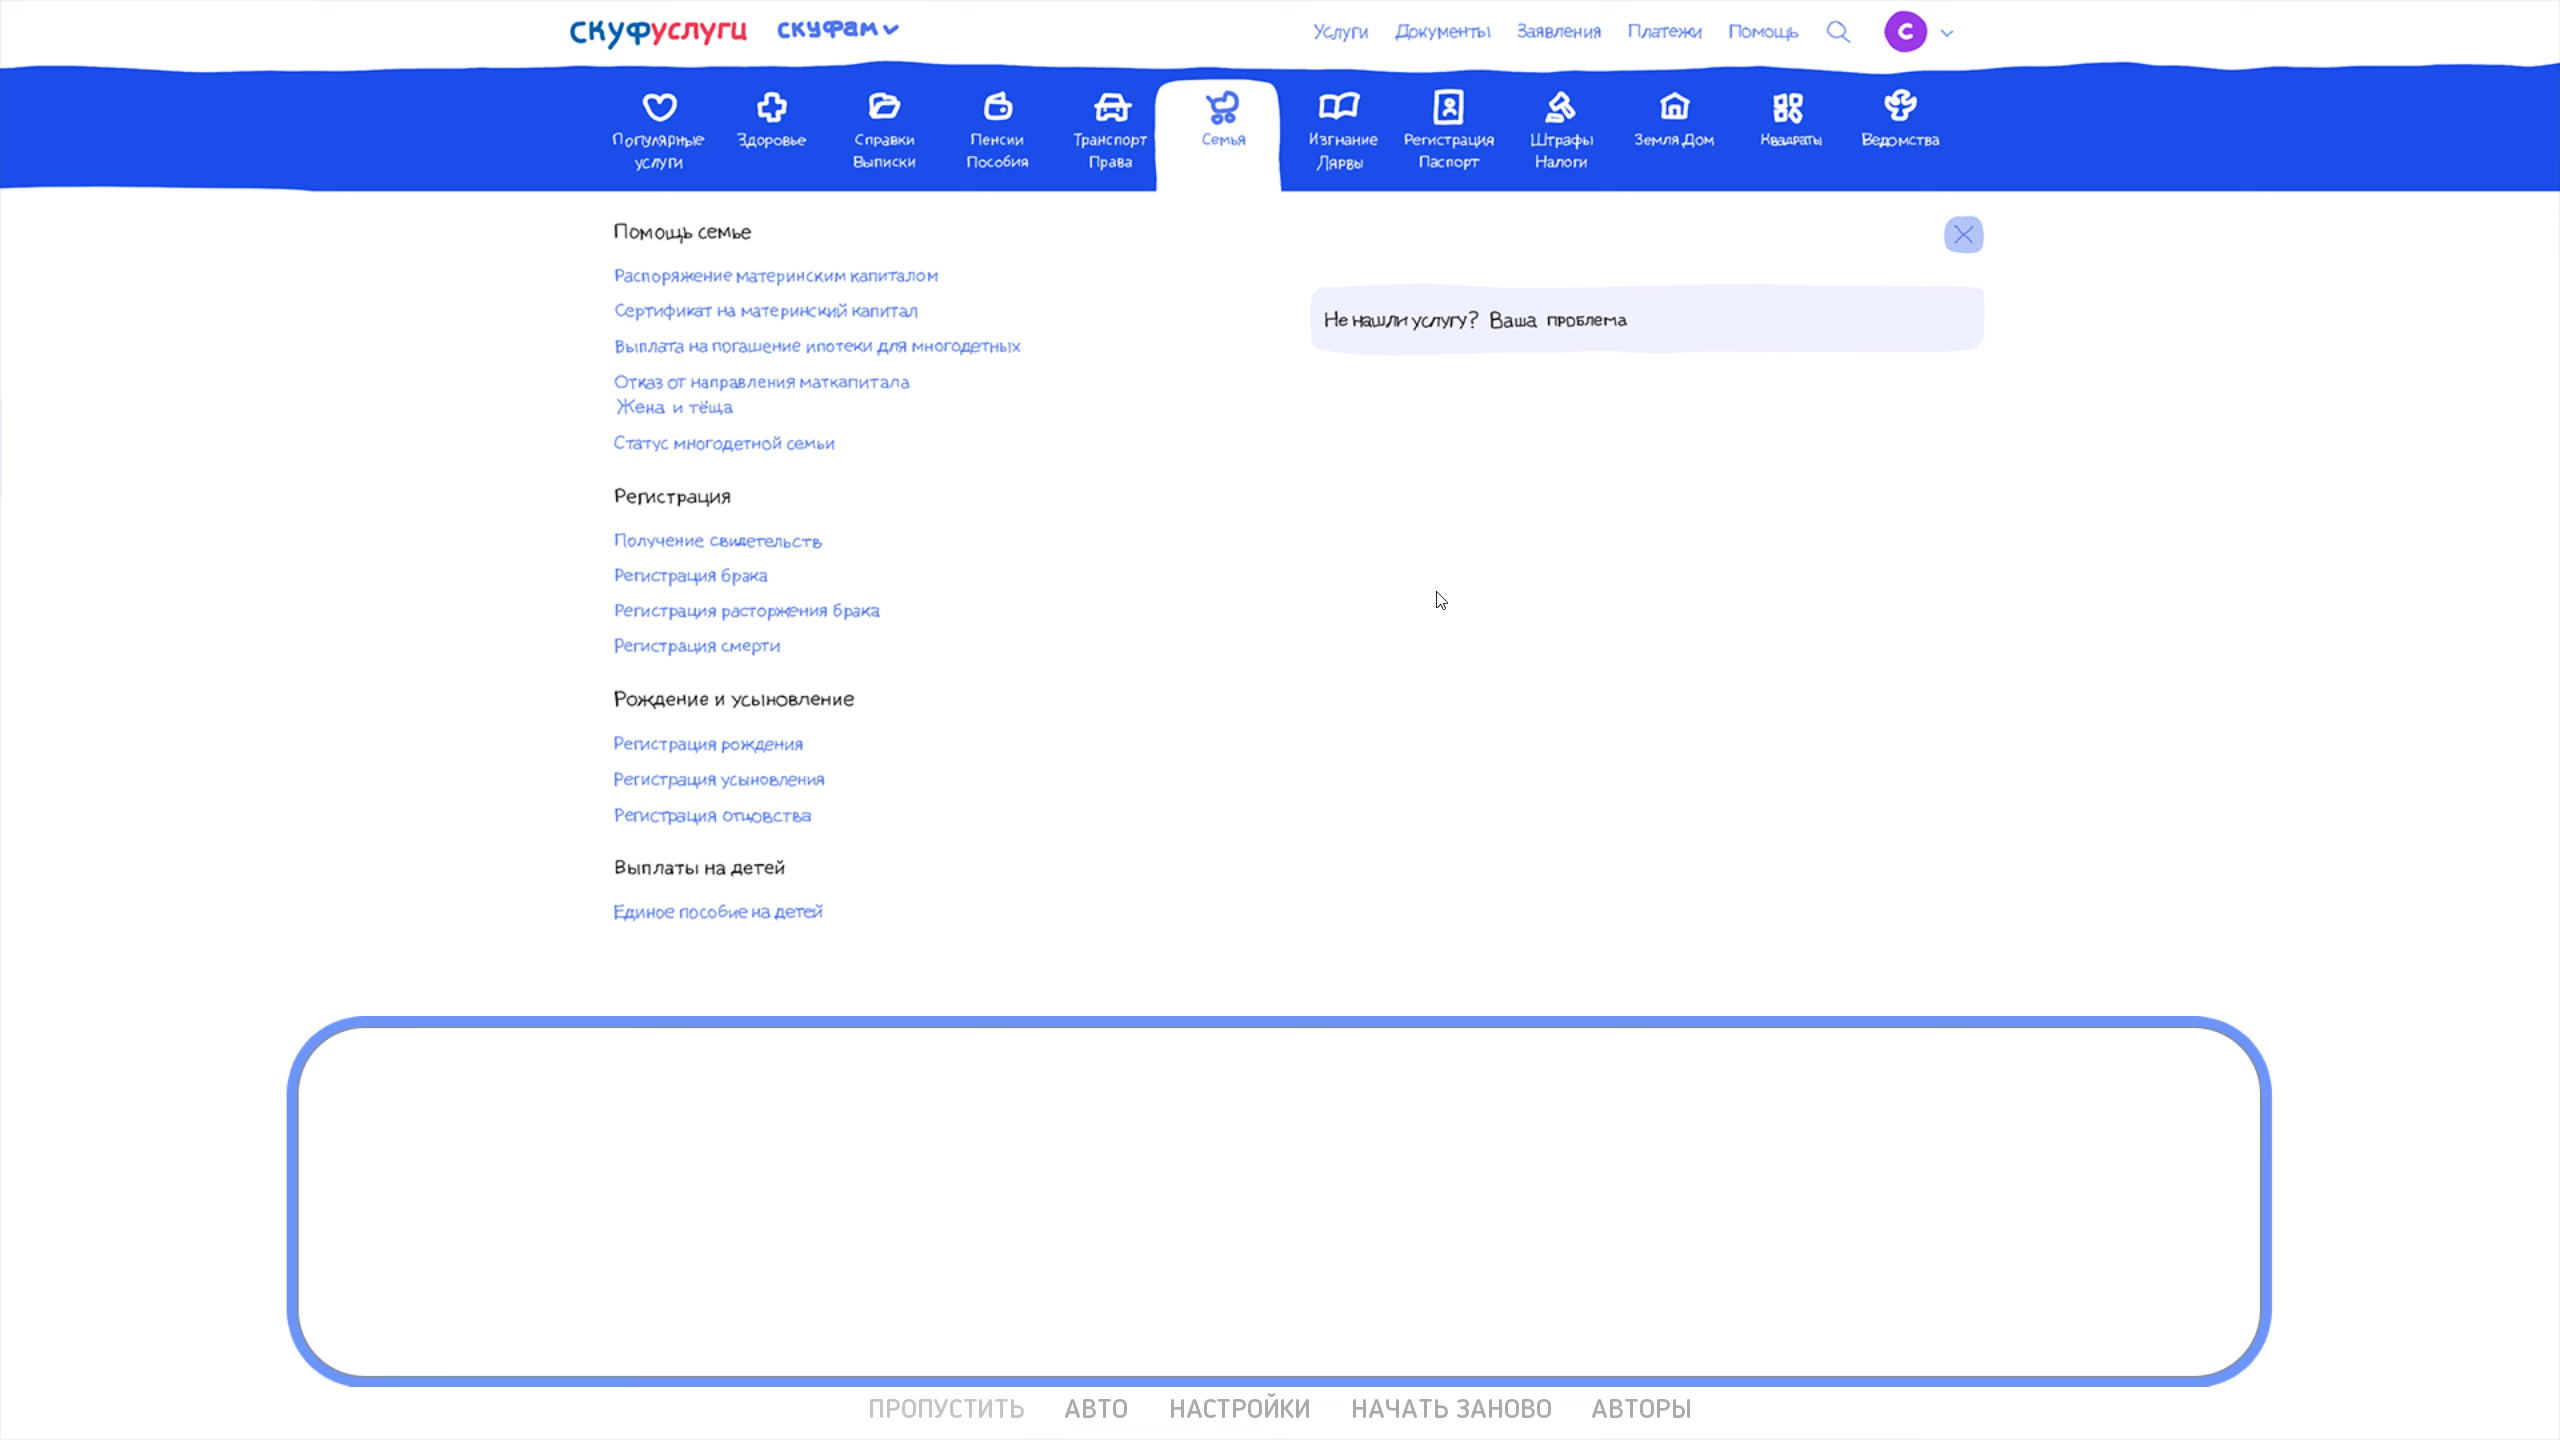 скуфуслуги скуфам
Услуги Документы Заявления Платежи Помощь С
Популярные услуги
Здоровье
Справки Выписки
Пенсии Пособия
Транспорт Права
Семья
Изгнание Лярвы
Регистрация Паспорт
Штрафы Налоги
Земля Дом
Квадраты
Ведомства
Помощь семье
Распоряжение материнским капиталом
Сертификат на материнский капитал
Выплата на погашение ипотеки для многодетных
Отказ от направления маткапитала
Жена и тёща
Статус многодетной семьи
Регистрация
Получение свидетельств
Регистрация брака
Регистрация расторжения брака
Регистрация смерти
Рождение и усыновление
Регистрация рождения
Регистрация усыновления
Регистрация отцовства
Выплаты на детей
Единое пособие на детей
Не нашли услугу? Ваша проблема
ПРОПУСТИТЬ АВТО НАСТРОЙКИ НАЧАТЬ ЗАНОВО АВТОРЫ